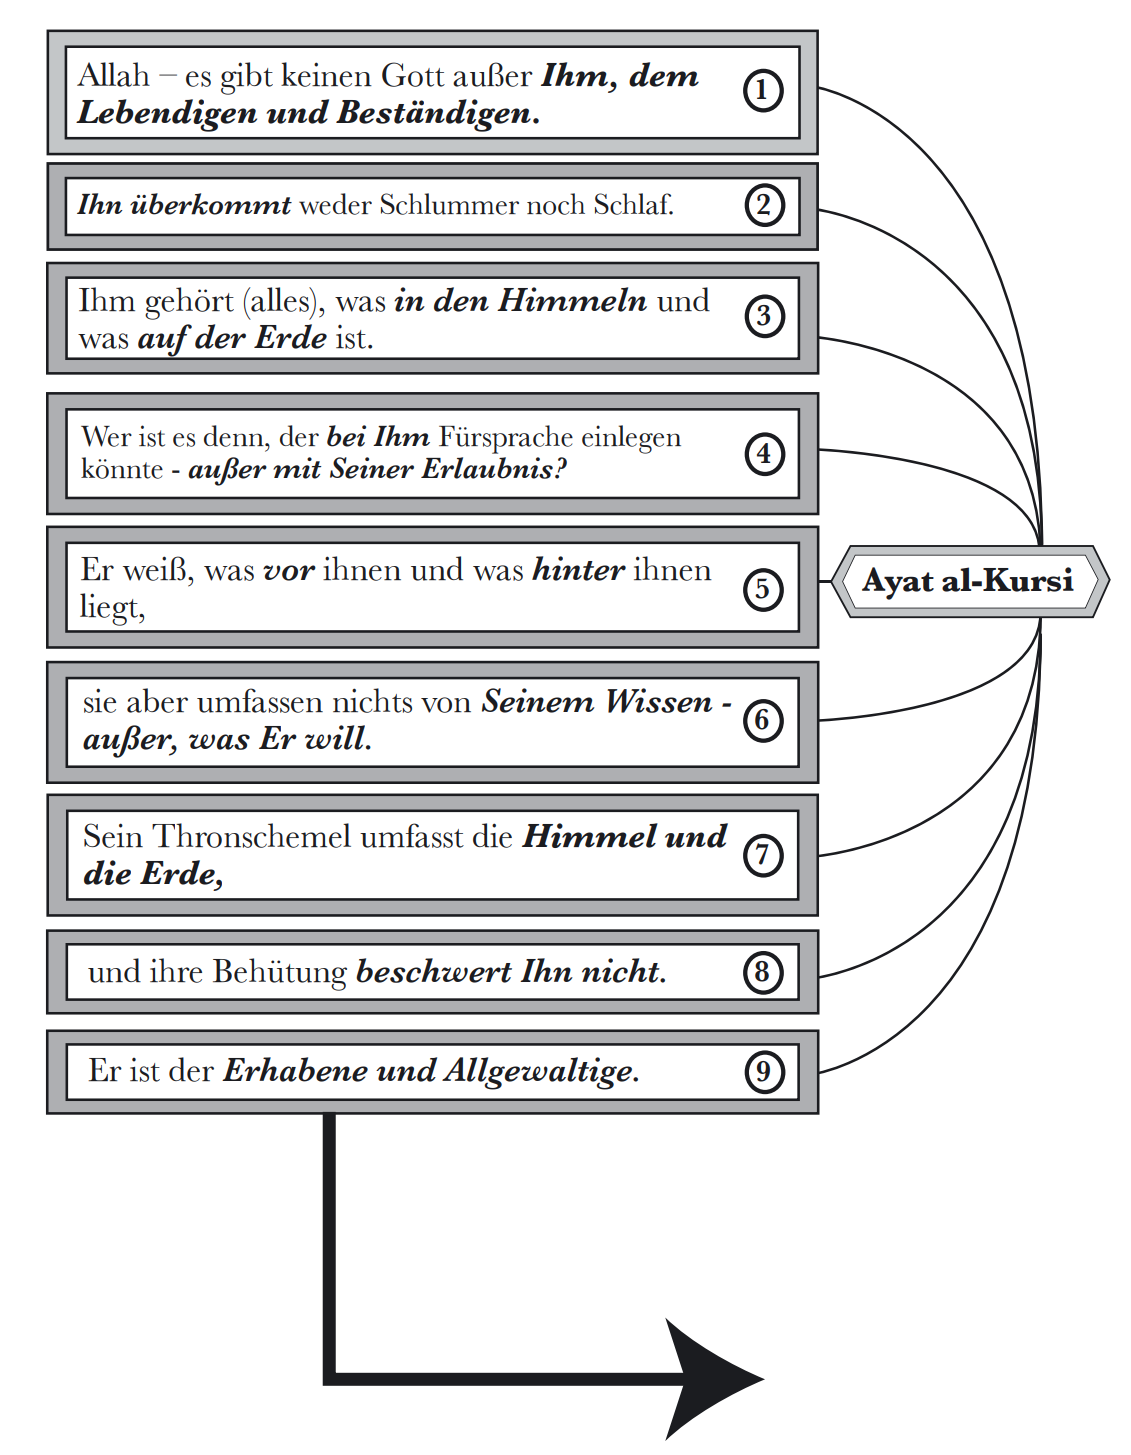 Allah – es gibt keinen Gott außer Ihm, dem
Lebendigen und Beständigen.
1
Ihn überkommt weder Schlummer noch Schlaf.
2
Ihm gehört (alles), was in den Himmeln und
was auf der Erde ist.
3
Wer ist es denn, der bei Ihm Fürsprache einlegen
könnte - außer mit Seiner Erlaubnis?
4
Er weiß, was vor ihnen und was hinter ihnen
liegt,
5
Ayat al-Kursi
sie aber umfassen nichts von Seinem Wissen -
außer, was Er will.
6
Sein Thronschemel umfasst die Himmel und
die Erde,
7
und ihre Behütung beschwert Ihn nicht.
8
Er ist der Erhabene und Allgewaltige.
9